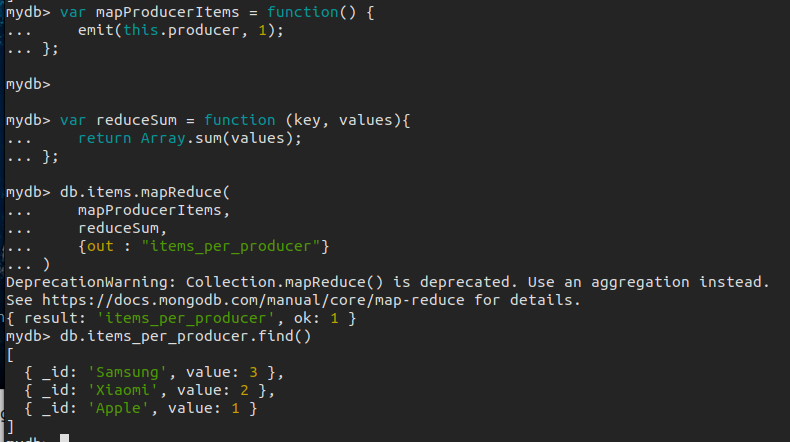 mydb> var mapProducerItems = function() {
...     emit(this.producer, 1);
... };
mydb>
mydb> var reduceSum = function (key, values){
...     return Array.sum(values);
... };
mydb> db.items.mapReduce(
...     mapProducerItems,
...     reduceSum,
...     {out : "items_per_producer"}
... )
DeprecationWarning: Collection.mapReduce() is deprecated. Use an aggregation instead.
See https://docs.mongodb.com/manual/core/map-reduce for details.
{ result: 'items_per_producer', ok: 1 }
mydb> db.items_per_producer.find()
[
  { _id: 'Samsung', value: 3 },
  { _id: 'Xiaomi', value: 2 },
  { _id: 'Apple', value: 1 }
]
mydb>